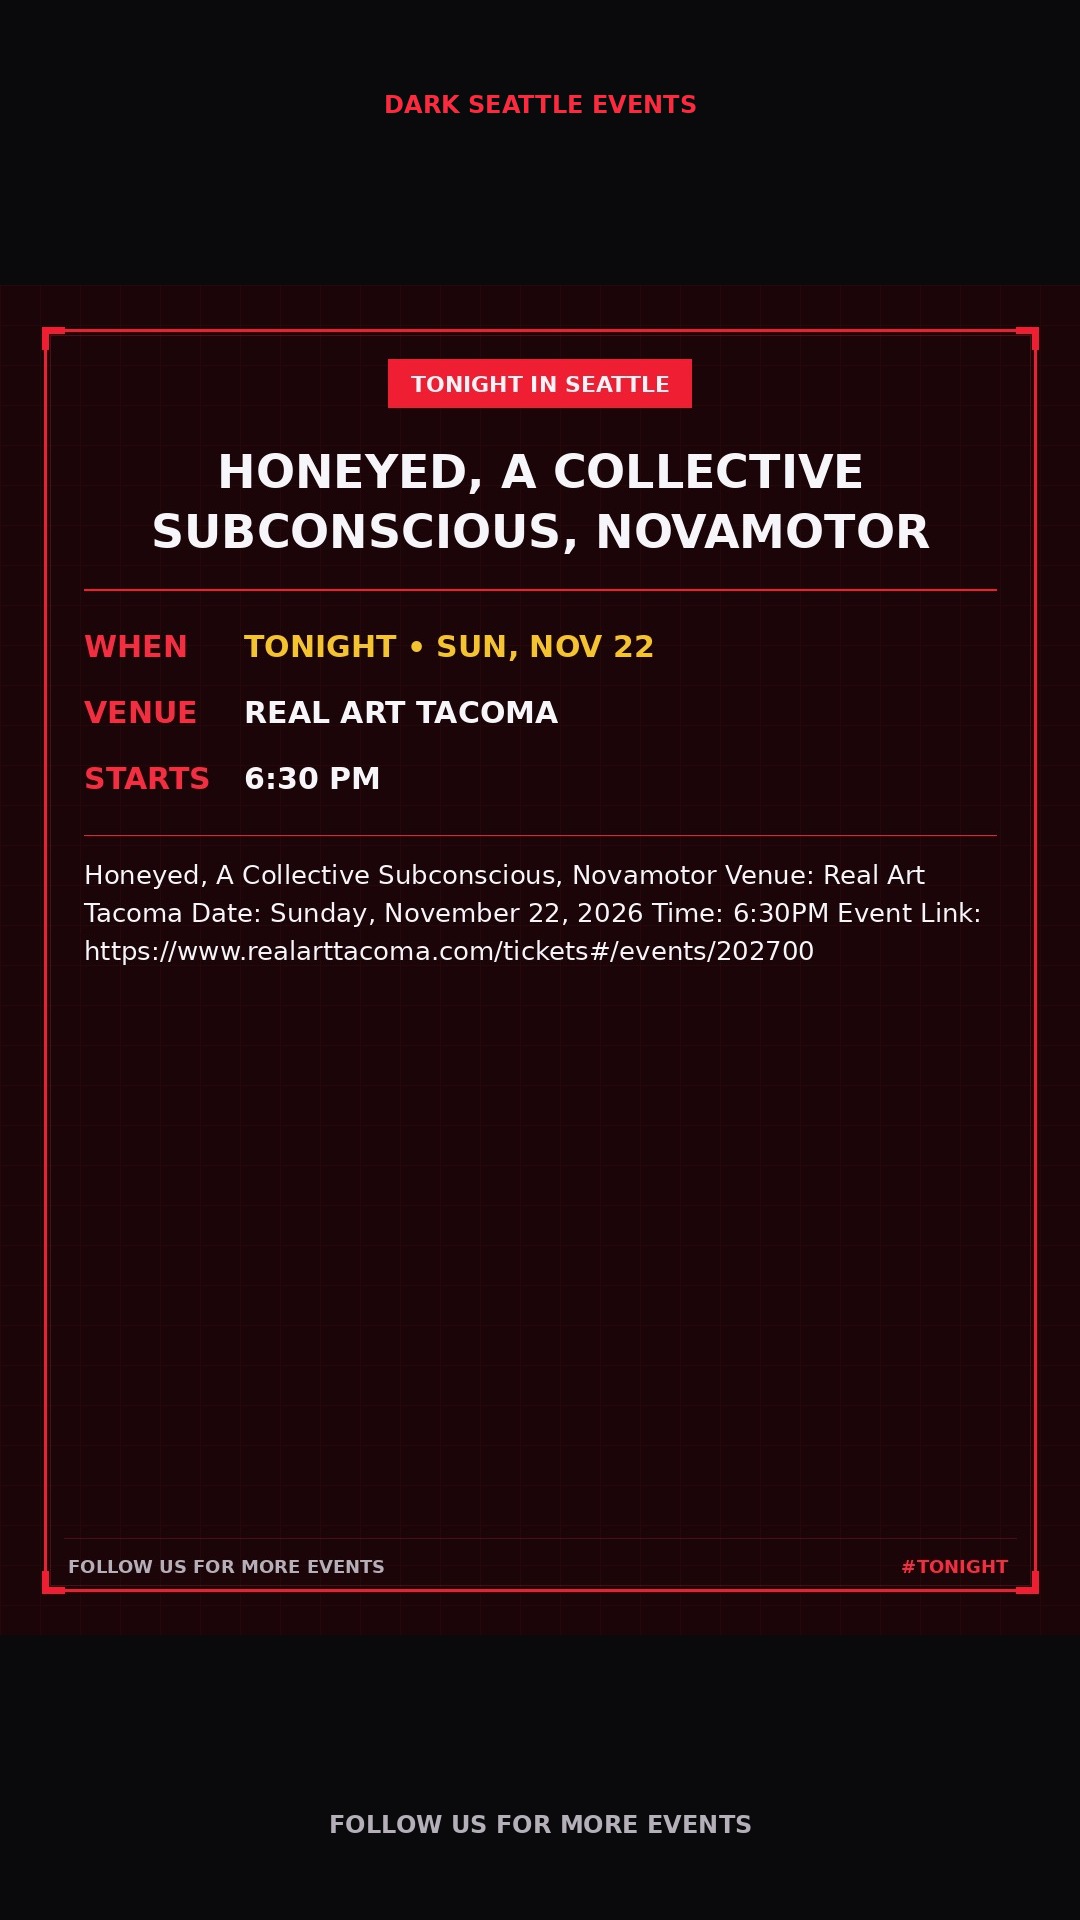 DARK SEATTLE EVENTS
TONIGHT IN SEATTLE
HONEYED, A COLLECTIVE
SUBCONSCIOUS, NOVAMOTOR
WHEN TONIGHT • SUN, NOV 22
VENUE REAL ART TACOMA
STARTS 6:30 PM
Honeyed, A Collective Subconscious, Novamotor Venue: Real Art
Tacoma Date: Sunday, November 22, 2026 Time: 6:30PM Event Link:
https://www.realarttacoma.com/tickets#/events/202700
FOLLOW US FOR MORE EVENTS #TONIGHT
FOLLOW US FOR MORE EVENTS